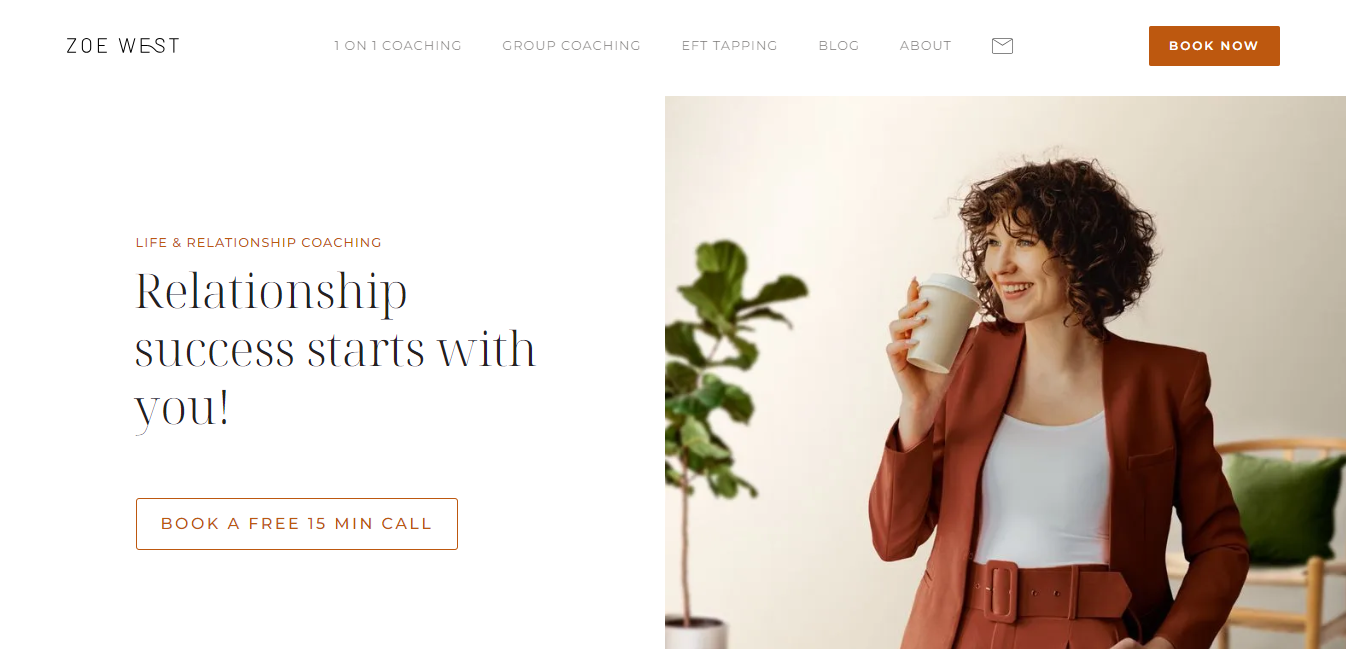 ZOE WEST
1 ON 1 COACHING
GROUP COACHING
EFT TAPPING
BLOG
ABOUT
BOOK NOW
LIFE & RELATIONSHIP COACHING
Relationship
success starts with
you!
BOOK A FREE 15 MIN CALL